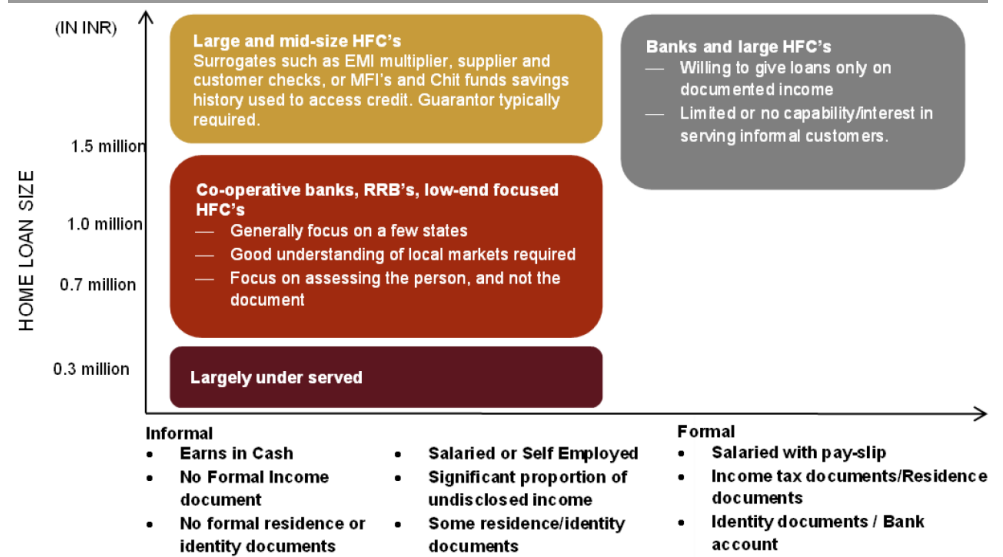 (IN INR)
HOME LOAN SIZE
1.5 million
1.0 million
0.7 million
0.3 million
Large and mid-size HFC's
Surrogates such as EMI multiplier, supplier and
customer checks, or MFI's and Chit funds savings
history used to access credit. Guarantor typically
required.
Banks and large HFC's
— Willing to give loans only on
documented income
— Limited or no capability/interest in
serving informal customers.
Co-operative banks, RRB's, low-end focused
HFC's
— Generally focus on a few states
— Good understanding of local markets required
— Focus on assessing the person, and not the
document
Largely under served
Informal
• Earns in Cash
• No Formal Income
document
• No formal residence or
identity documents
• Salaried or Self Employed
• Significant proportion of
undisclosed income
• Some residence/identity
documents
Formal
• Salaried with pay-slip
• Income tax documents/Residence
documents
• Identity documents / Bank
account